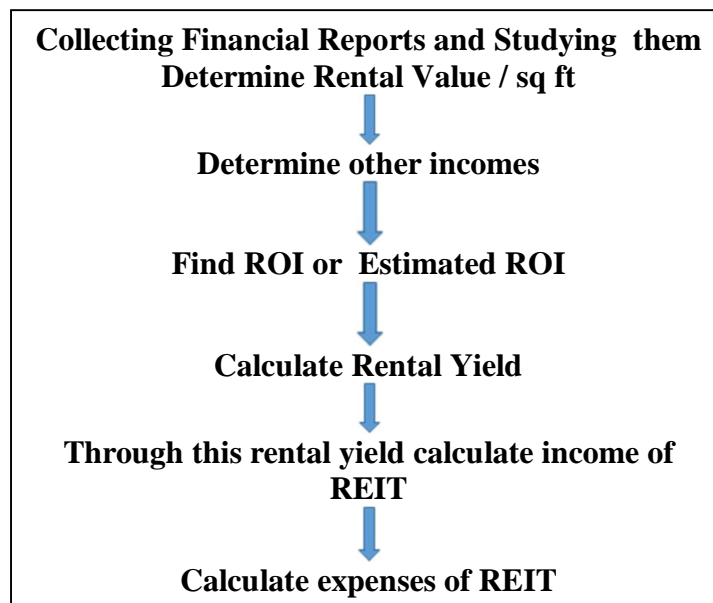 Collecting Financial Reports and Studying them
Determine Rental Value / sq ft
Determine other incomes
Find ROI or Estimated ROI
Calculate Rental Yield
Through this rental yield calculate income of
REIT
Calculate expenses of REIT